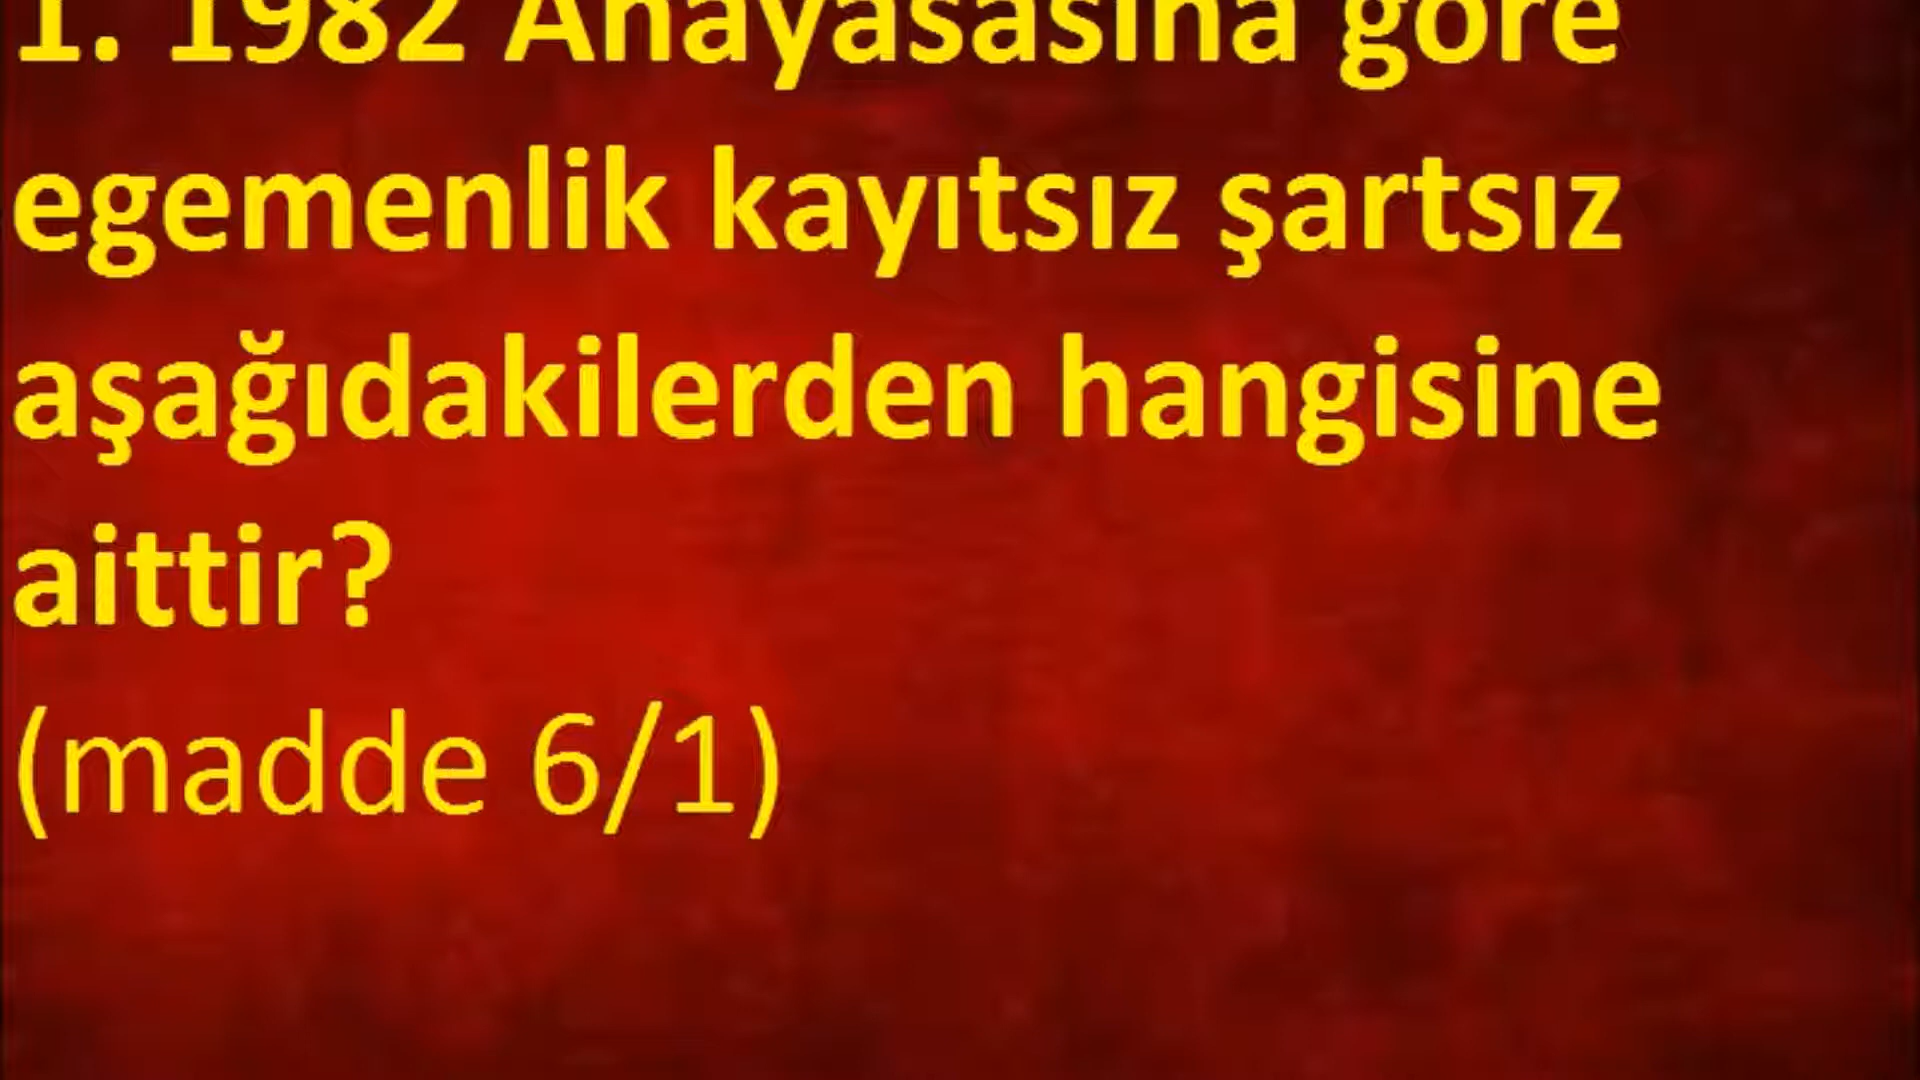 1. 1982 Anayasasına göre
egemenlik kayıtsız şartsız
aşağıdakilerden hangisine
aittir?
(madde 6/1)